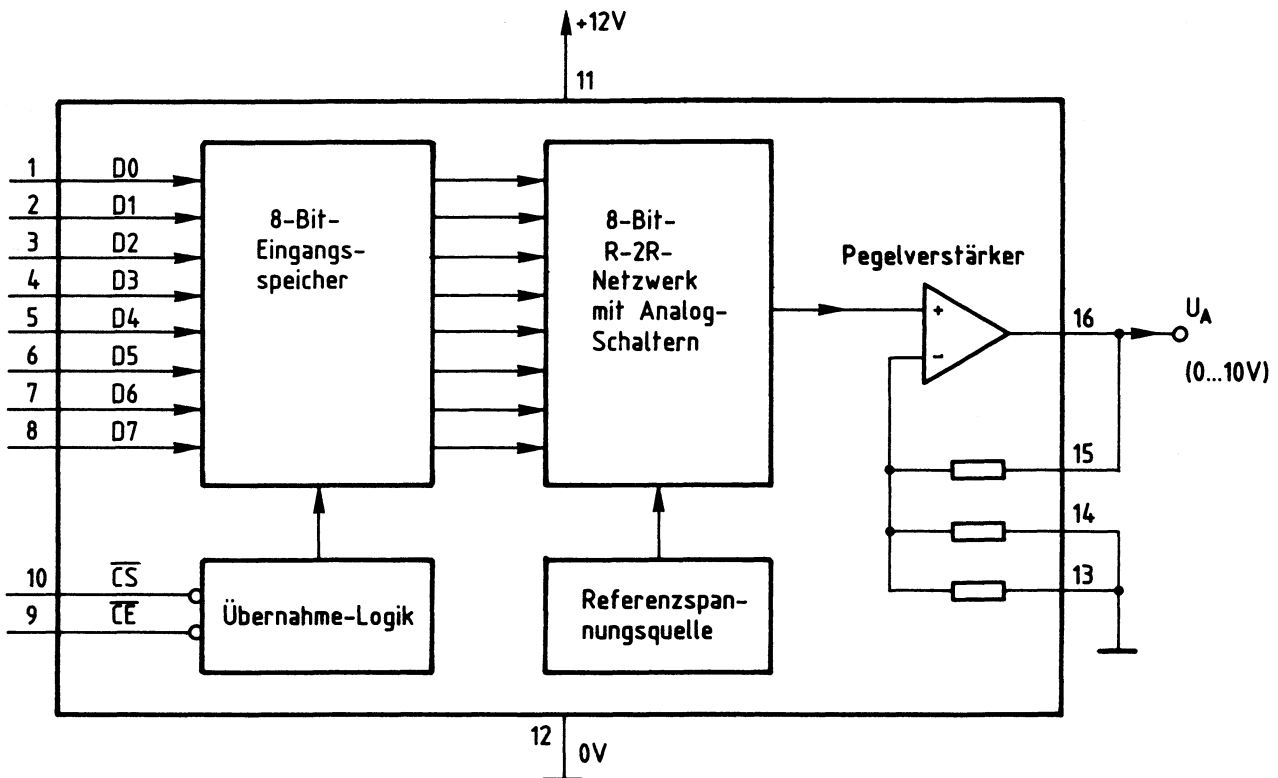 +12V
11
1 D0
2 D1
3 D2
4 D3
5 D4
6 D5
7 D6
8 D7
8-Bit-
Eingangs-
speicher
8-Bit-
R-2R-
Netzwerk
mit Analog-
Schaltern
Pegelverstärker
+
-
16
U_A
(0...10V)
15
14
13
10 C̅S̅
9 C̅E̅
Übernahme-Logik
Referenzspan-
nungsquelle
12
0V